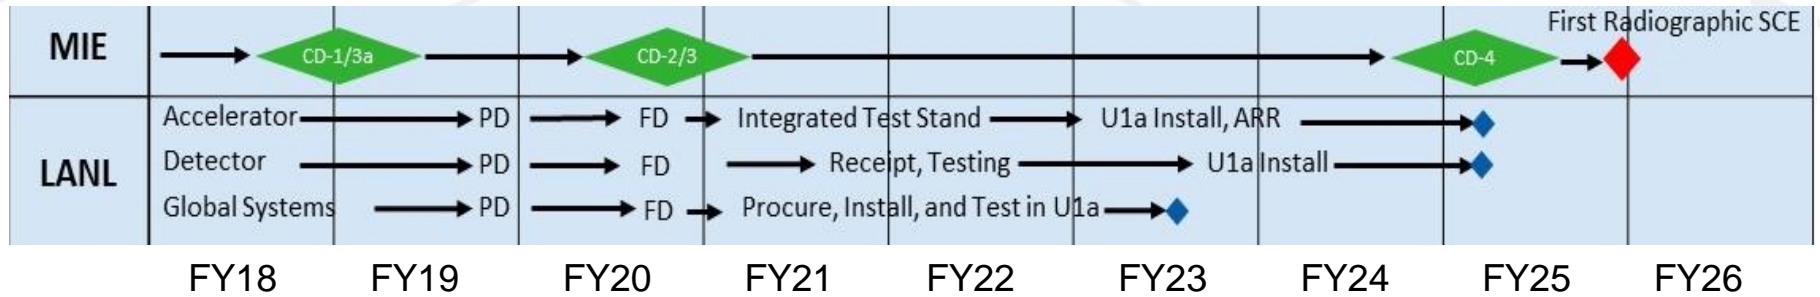 First Radiographic SCE
MIE CD-1/3a CD-2/3 CD-4
Accelerator PD FD Integrated Test Stand U1a Install, ARR
LANL Detector PD FD Receipt, Testing U1a Install
Global Systems PD FD Procure, Install, and Test in U1a
FY18 FY19 FY20 FY21 FY22 FY23 FY24 FY25 FY26